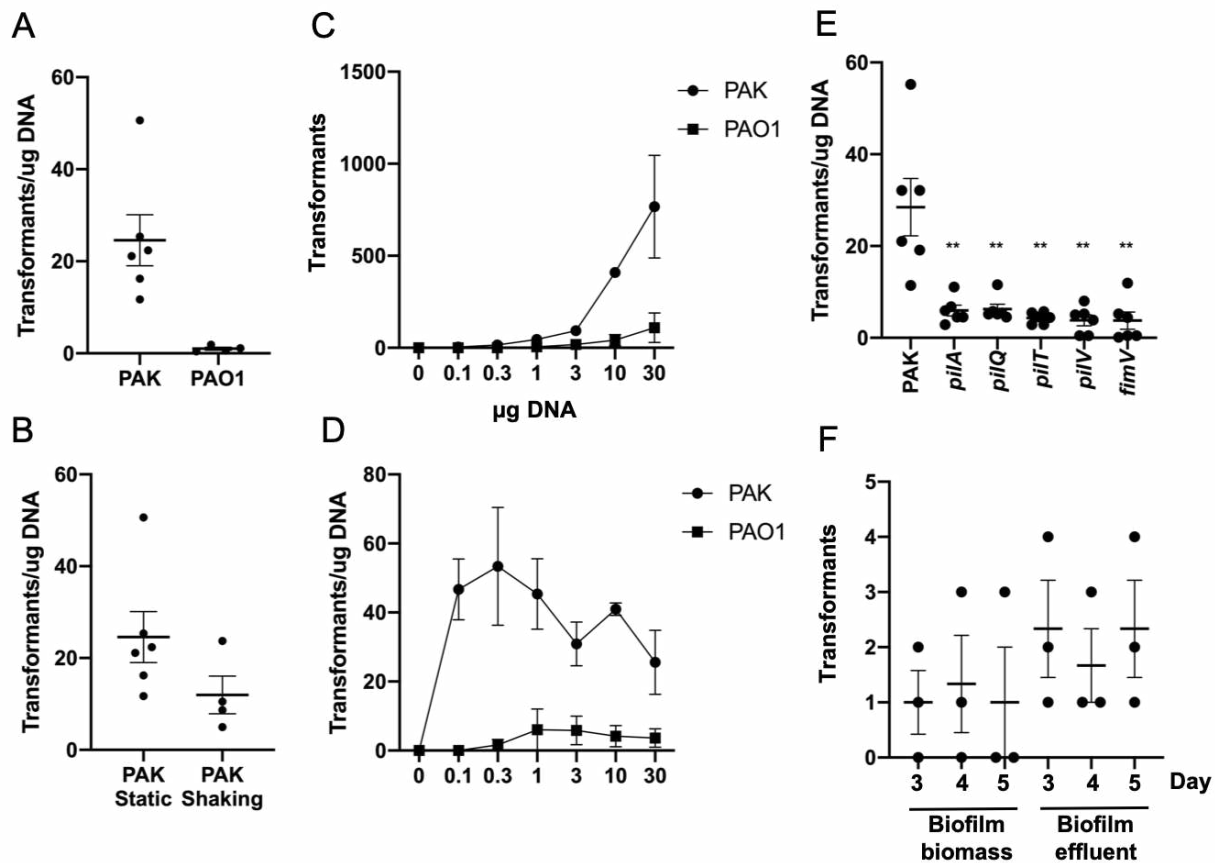 A
Transformants/ug DNA
60
40
20
0
PAK
PAO1
B
Transformants/ug DNA
60
40
20
0
PAK
Static
PAK
Shaking
C
Transformants
1500
1000
500
0
0
0.1
0.3
1
3
10
30
µg DNA
PAK
PAO1
D
Transformants/ug DNA
80
60
40
20
0
0
0.1
0.3
1
3
10
30
PAK
PAO1
E
Transformants/ug DNA
60
40
20
0
**
**
**
**
**
PAK
pilA
pilQ
pilT
pilV
fimV
F
Transformants
5
4
3
2
1
0
3
4
5
3
4
5
Day
Biofilm
biomass
Biofilm
effluent